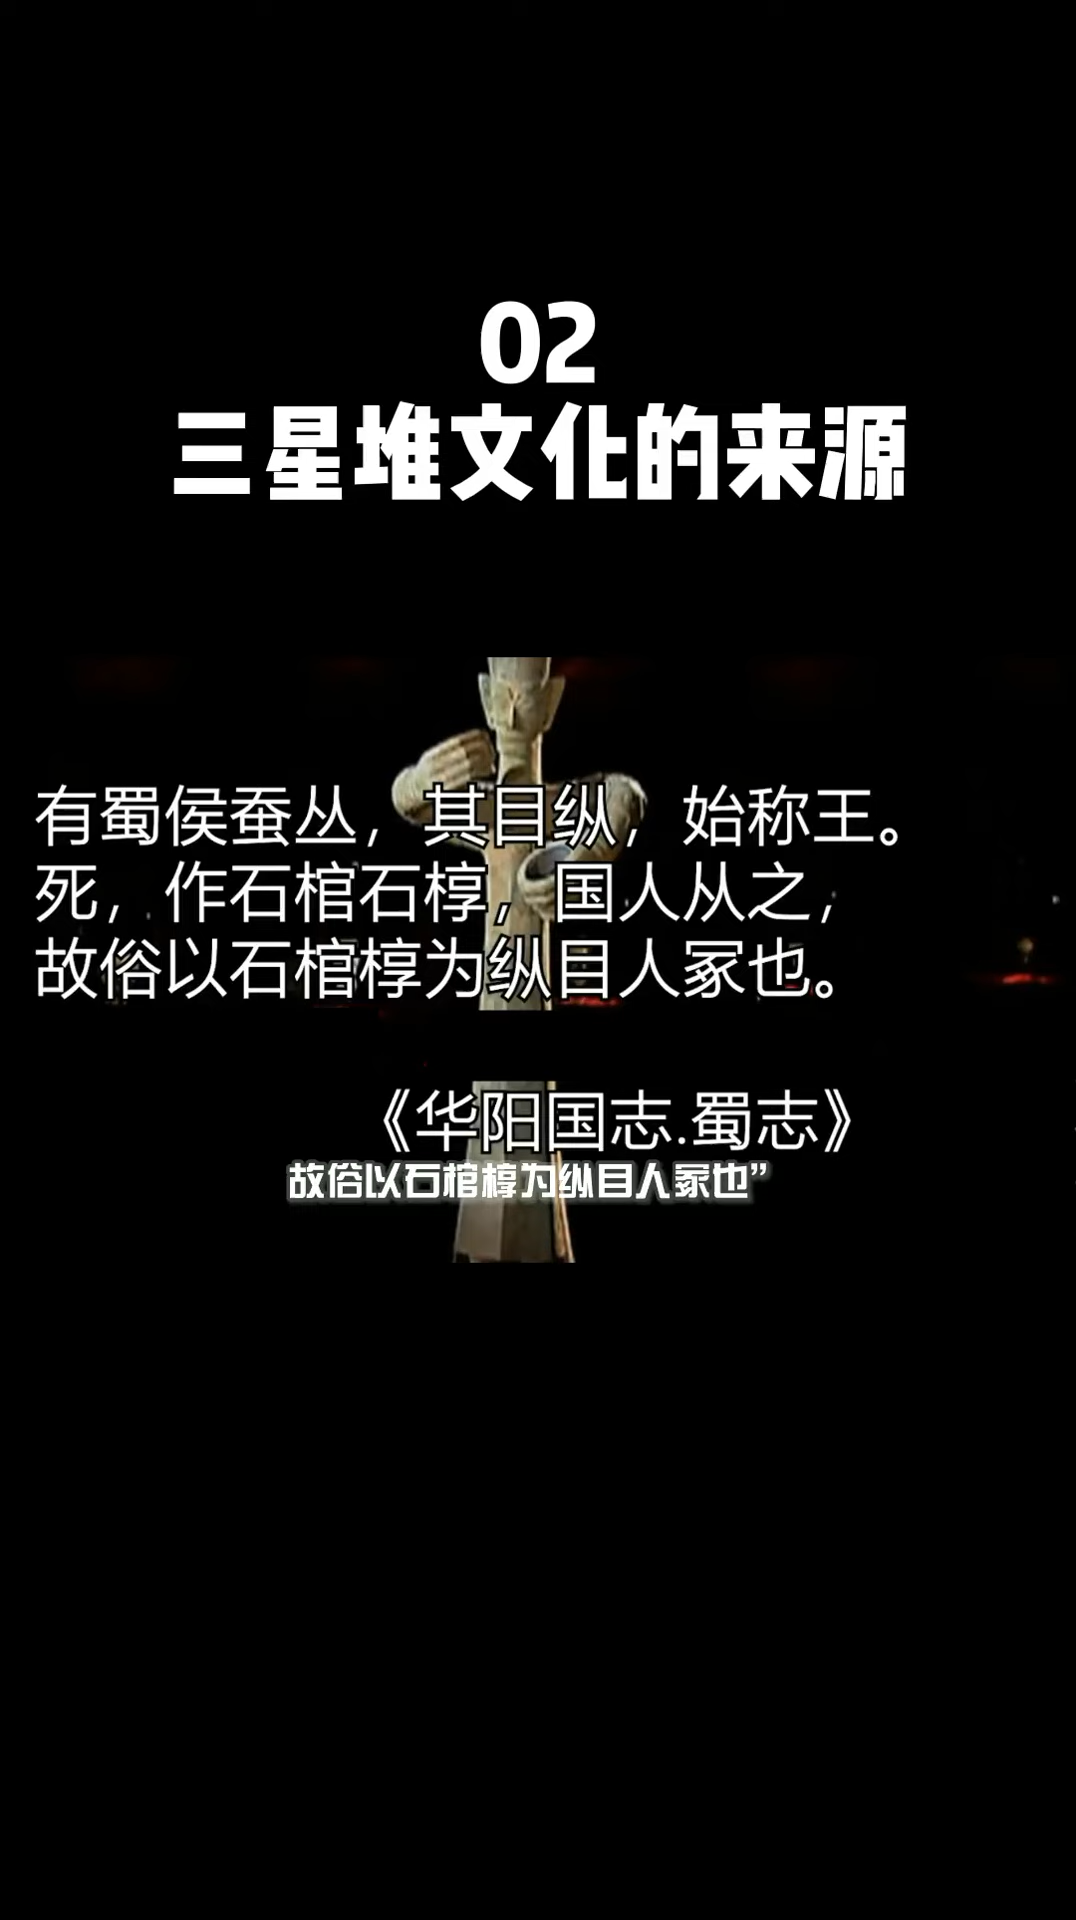 02
三星堆文化的来源
有蜀侯蚕丛，其目纵，始称王。
死，作石棺石椁，国人从之，
故俗以石棺椁为纵目人冢也。
《华阳国志.蜀志》
故俗以石棺椁为纵目人冢也”